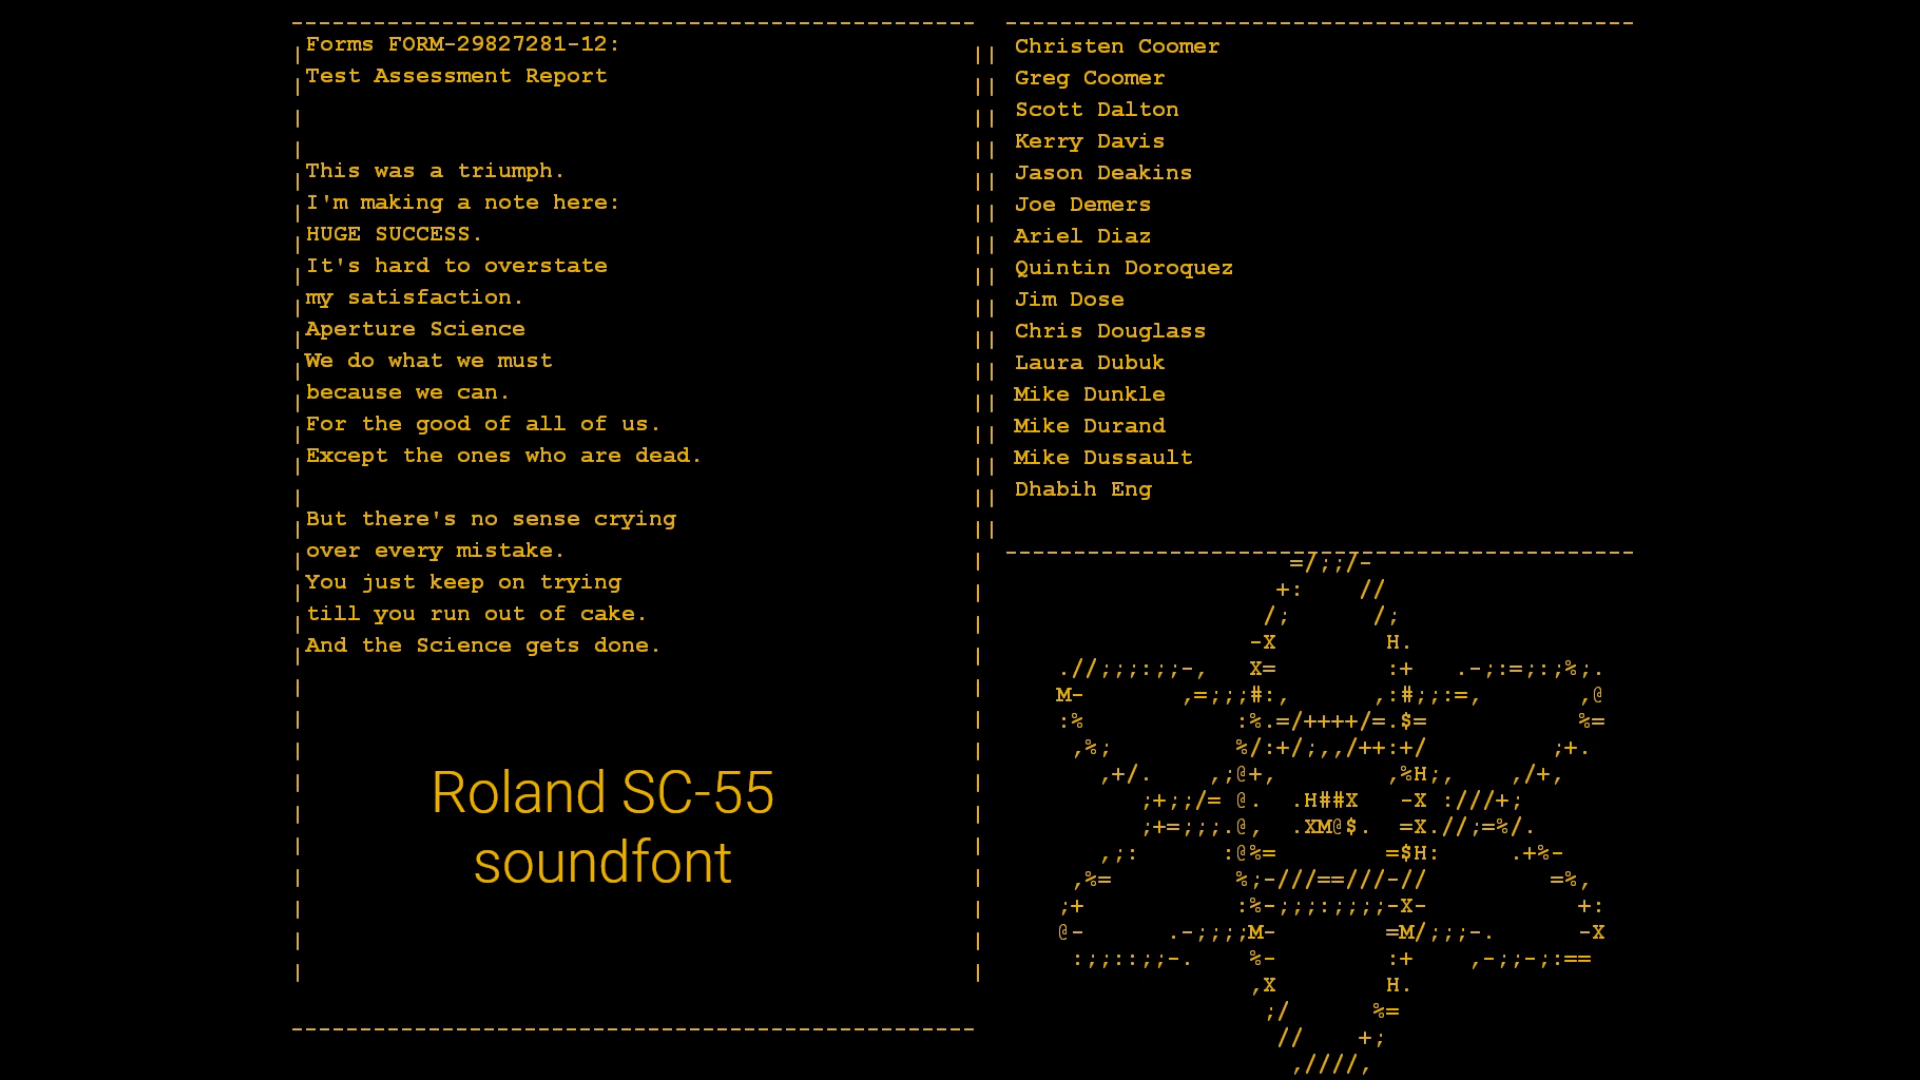 Forms FORM-29827281-12:
Test Assessment Report
This was a triumph.
I'm making a note here:
HUGE SUCCESS.
It's hard to overstate
my satisfaction.
Aperture Science
We do what we must
because we can.
For the good of all of us.
Except the ones who are dead.
But there's no sense crying
over every mistake.
You just keep on trying
till you run out of cake.
And the Science gets done.
Roland SC-55
soundfont
Christen Coomer
Greg Coomer
Scott Dalton
Kerry Davis
Jason Deakins
Joe Demers
Ariel Diaz
Quintin Doroquez
Jim Dose
Chris Douglass
Laura Dubuk
Mike Dunkle
Mike Durand
Mike Dussault
Dhabih Eng